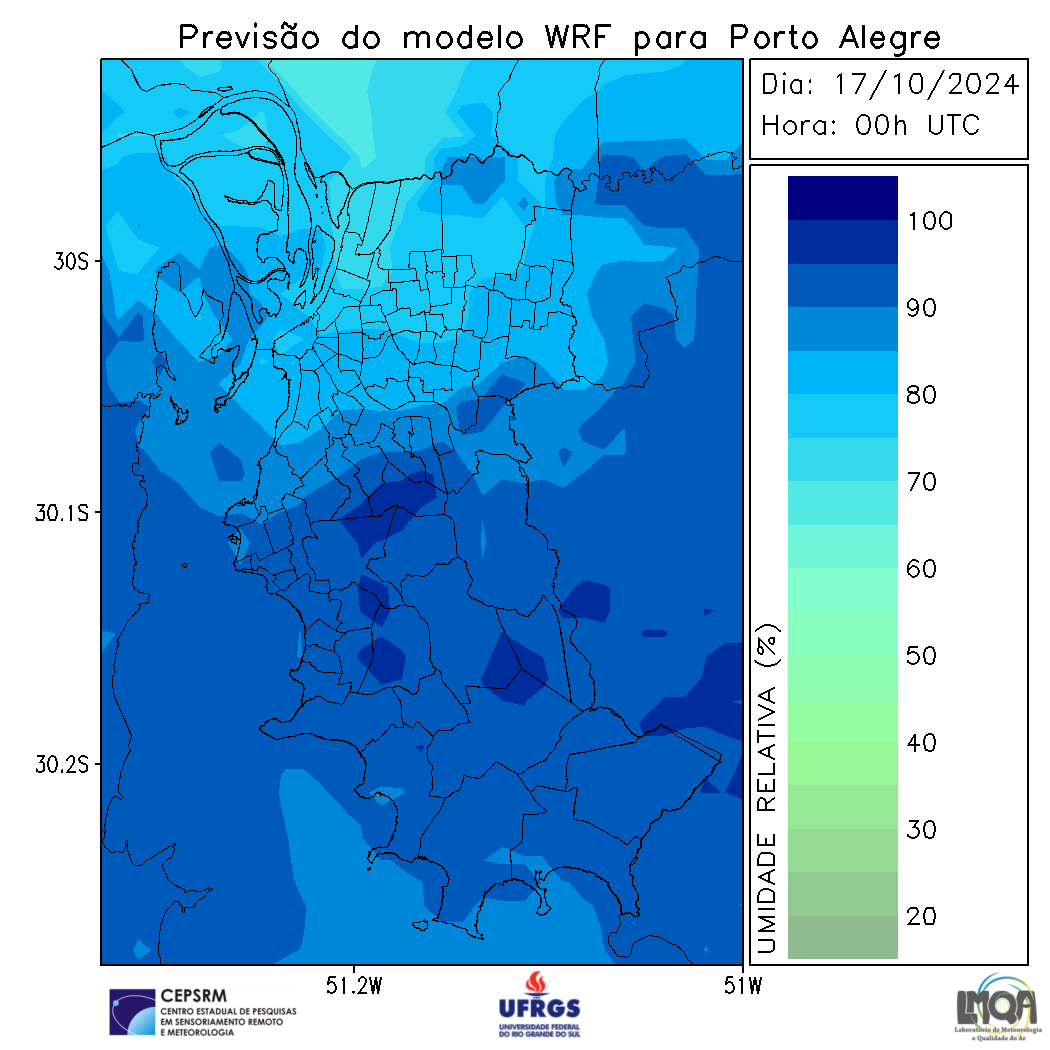 Previsão do modelo WRF para Porto Alegre
Dia: 17/10/2024
Hora: 00h UTC
30S
30.1S
30.2S
51.2W
51W
UMIDADE RELATIVA (%)
100
90
80
70
60
50
40
30
20
CEPSRM
CENTRO ESTADUAL DE PESQUISAS
EM SENSORIAMENTO REMOTO
E METEOROLOGIA
UFRGS
UNIVERSIDADE FEDERAL
DO RIO GRANDE DO SUL
LMQA
Laboratório de Meteorologia
e Qualidade do Ar